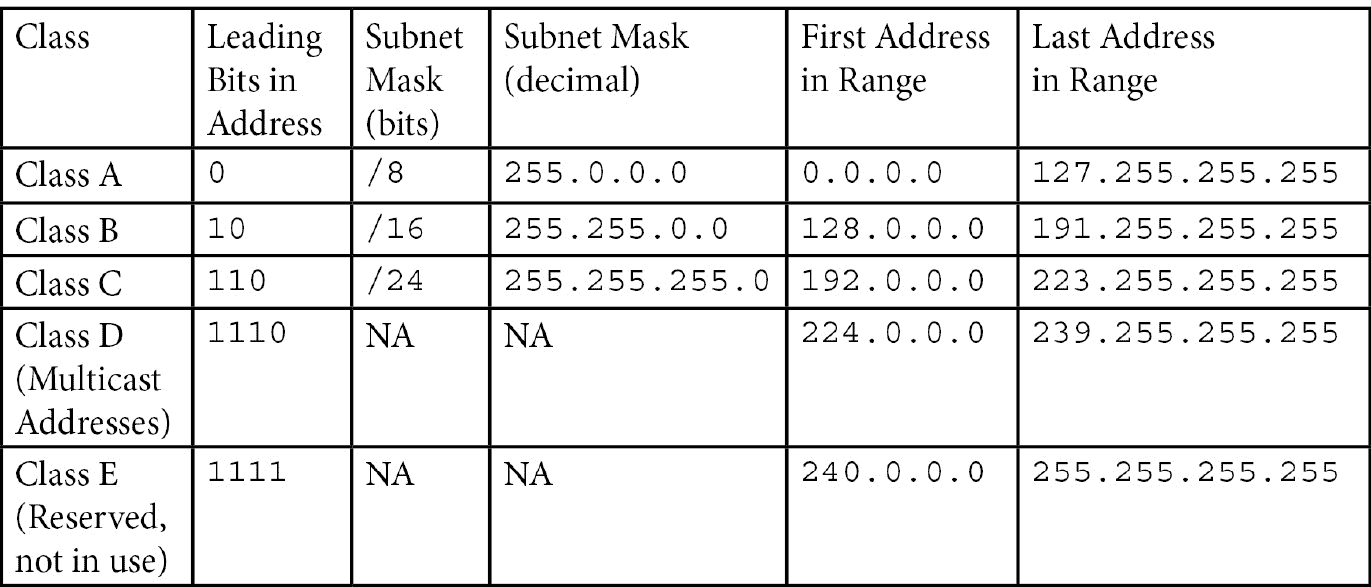 Class Leading Subnet Subnet Mask First Address Last Address
Bits in Mask (decimal) in Range in Range
Address (bits)
Class A 0 /8 255.0.0.0 0.0.0.0 127.255.255.255
Class B 10 /16 255.255.0.0 128.0.0.0 191.255.255.255
Class C 110 /24 255.255.255.0 192.0.0.0 223.255.255.255
Class D 1110 NA NA 224.0.0.0 239.255.255.255
(Multicast
Addresses)
Class E 1111 NA NA 240.0.0.0 255.255.255.255
(Reserved,
not in use)